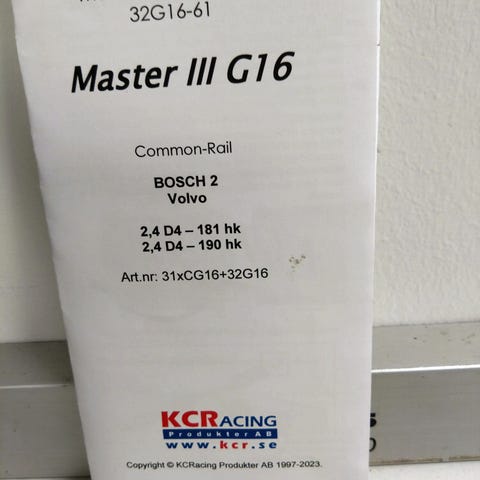 32G16-61
Master III G16
Common-Rail
BOSCH 2
Volvo
2,4 D4 – 181 hk
2,4 D4 – 190 hk
Art.nr: 31xCG16+32G16
KCRACING
Produkter AB
www.kcr.se
Copyright © KCRacing Produkter AB 1997-2023.